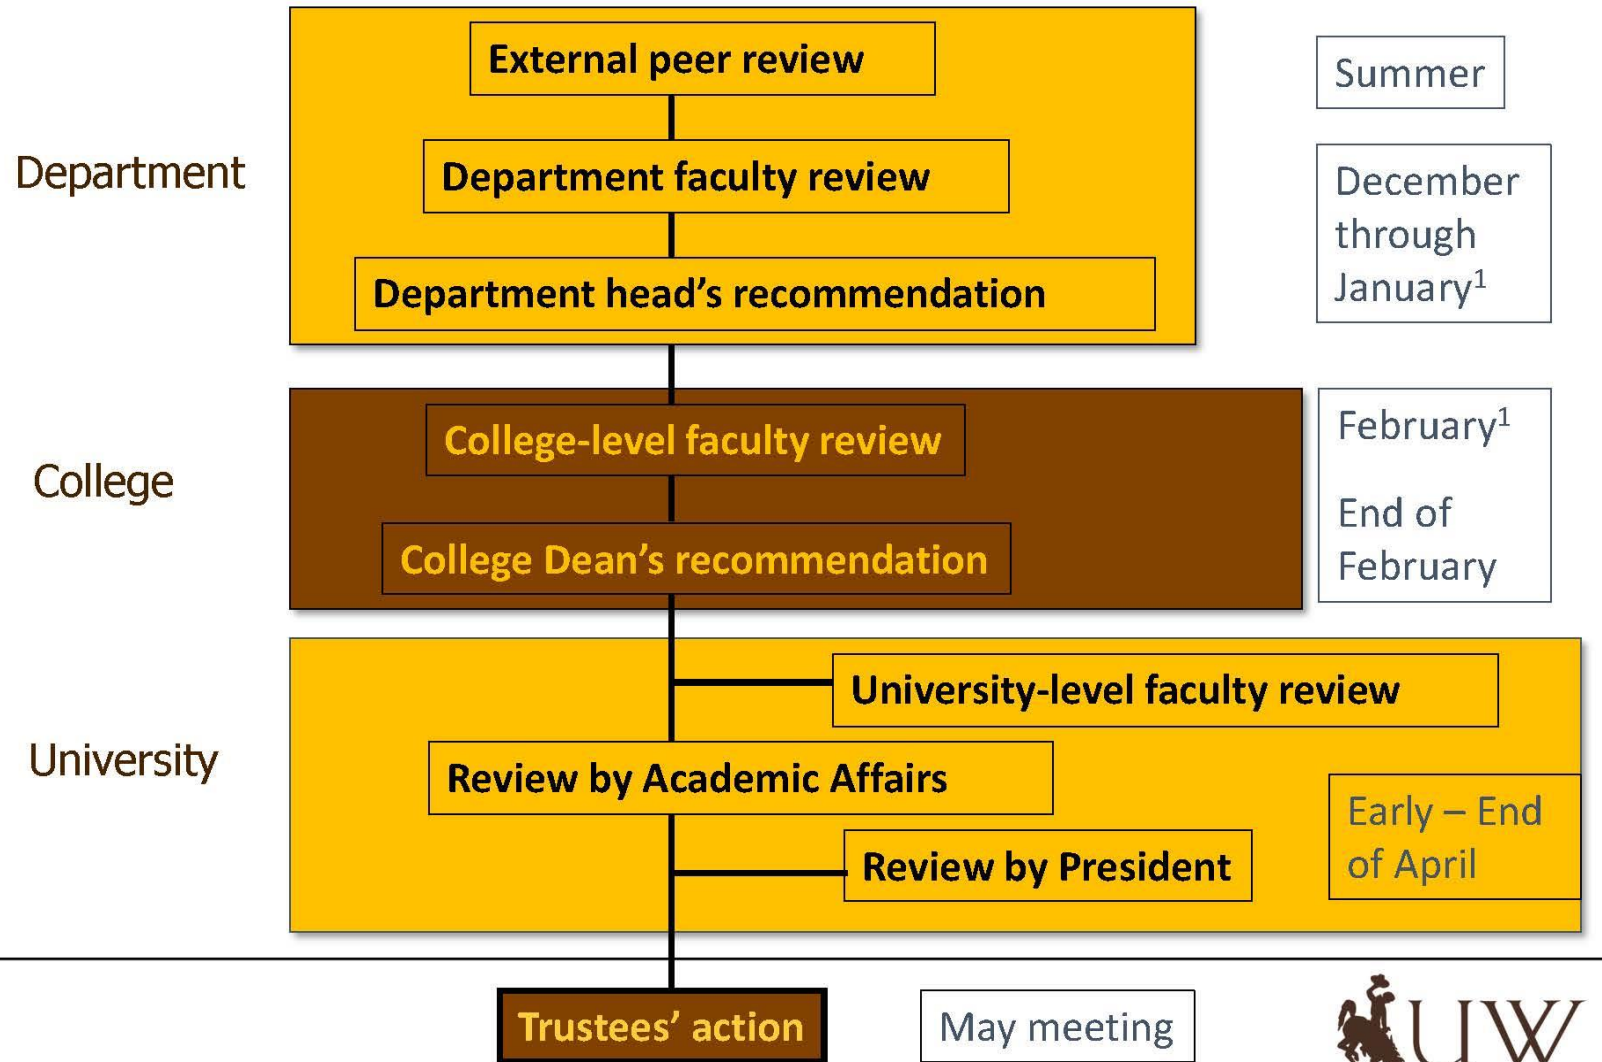 External peer review
Summer
Department
Department faculty review
December
through
January¹
Department head’s recommendation
College
College-level faculty review
February¹
College Dean’s recommendation
End of
February
University
University-level faculty review
Review by Academic Affairs
Early – End
of April
Review by President
Trustees’ action
May meeting
UW